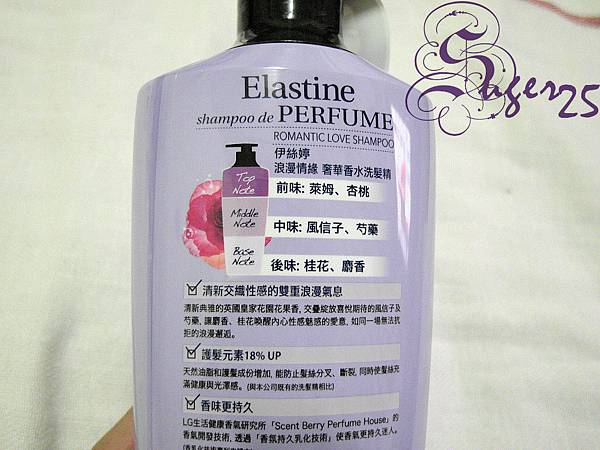 Suger25
Elastine
shampoo de PERFUME
ROMANTIC LOVE SHAMPOO
伊絲婷
浪漫情緣 奢華香水洗髮精
Top
Note
前味: 萊姆、杏桃
Middle
Note
中味: 風信子、芍藥
Base
Note
後味: 桂花、麝香
清新交織性感的雙重浪漫氣息
清新典雅的英國皇家花園花果香, 交疊綻放喜悅期待的風信子及
芍藥, 讓麝香、桂花喚醒內心性感魅惑的愛意, 如同一場無法抗
拒的浪漫邂逅。
護髮元素18% UP
天然油脂和護髮成份增加, 能防止髮絲分叉、斷裂, 同時使髮絲充
滿健康與光澤感。(與本公司既有的洗髮精相比)
香味更持久
LG生活健康香氛研究所「Scent Berry Perfume House」的
香氛開發技術, 透過「香氛持久乳化技術」使香氛更持久迷人。